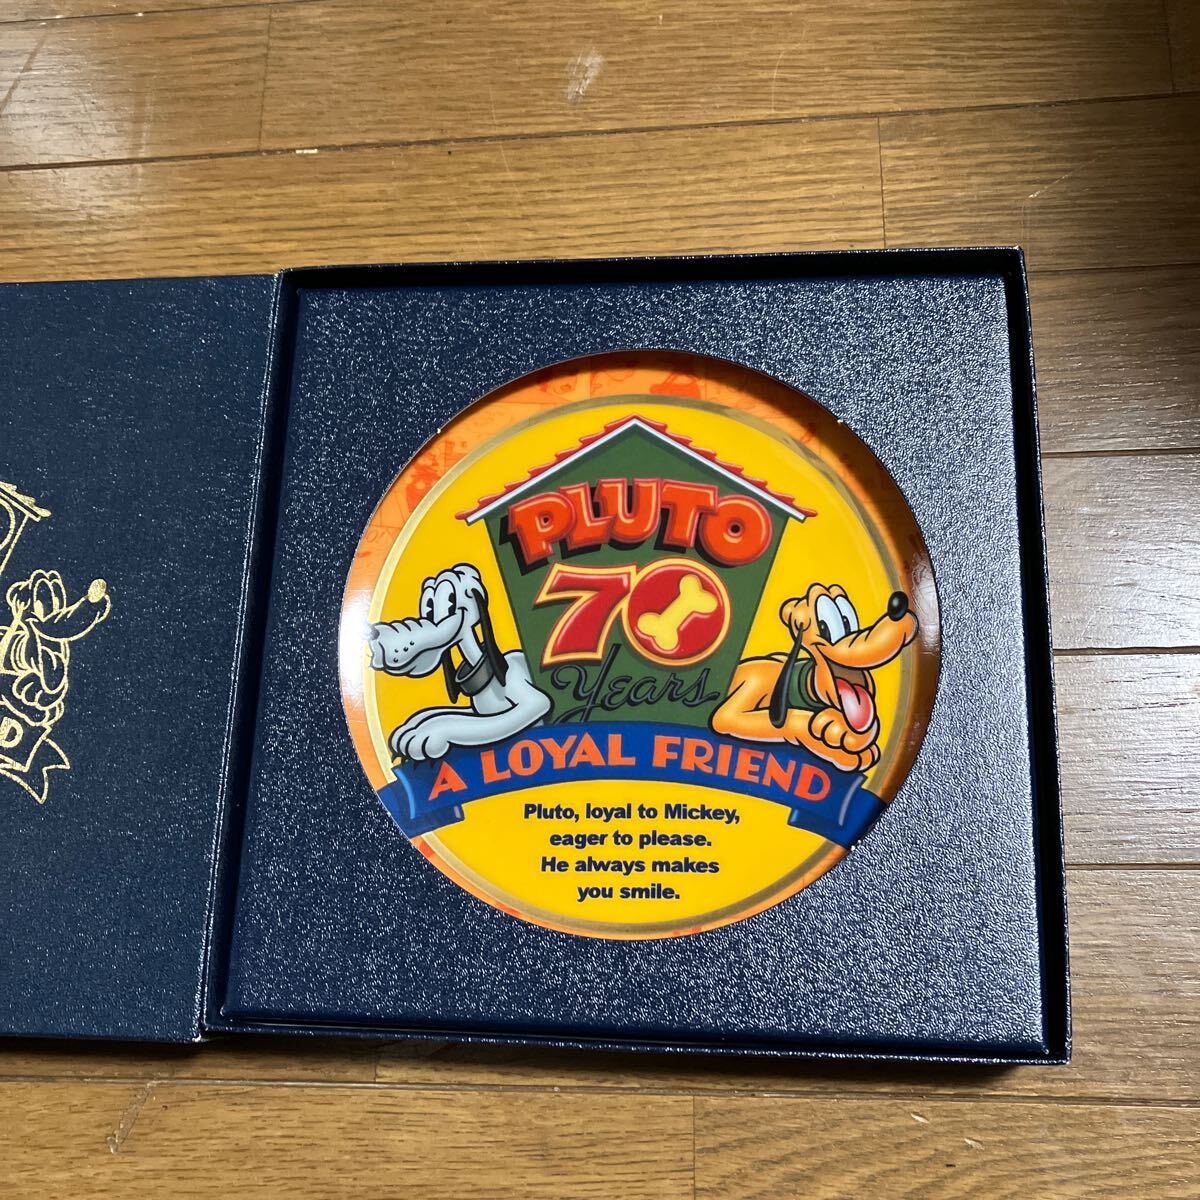 PLUTO
70
Years
A LOYAL FRIEND
Pluto, loyal to Mickey,
eager to please.
He always makes
you smile.